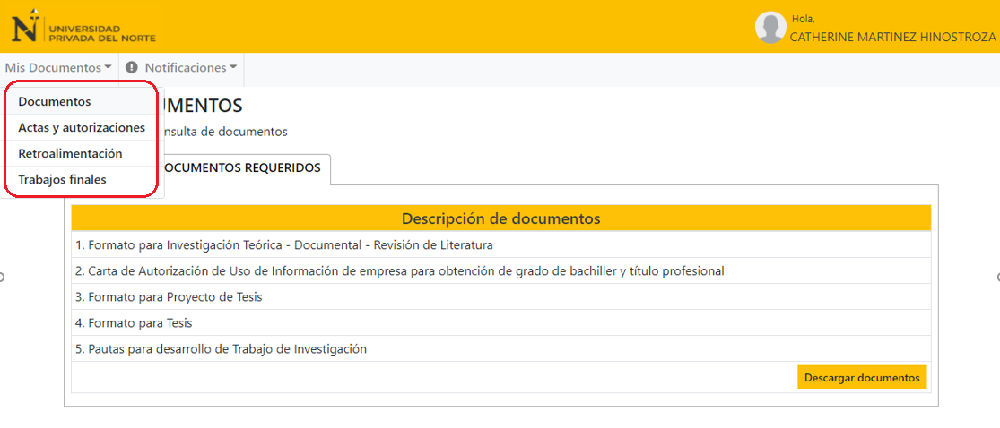 UNIVERSIDAD
PRIVADA DEL NORTE
Hola,
CATHERINE MARTINEZ HINOSTROZA
Mis Documentos
Notificaciones
Documentos
Actas y autorizaciones
Retroalimentación
Trabajos finales
UMENTOS
nsulta de documentos
OCUMENTOS REQUERIDOS
Descripción de documentos
1. Formato para Investigación Teórica - Documental - Revisión de Literatura
2. Carta de Autorización de Uso de Información de empresa para obtención de grado de bachiller y título profesional
3. Formato para Proyecto de Tesis
4. Formato para Tesis
5. Pautas para desarrollo de Trabajo de Investigación
Descargar documentos